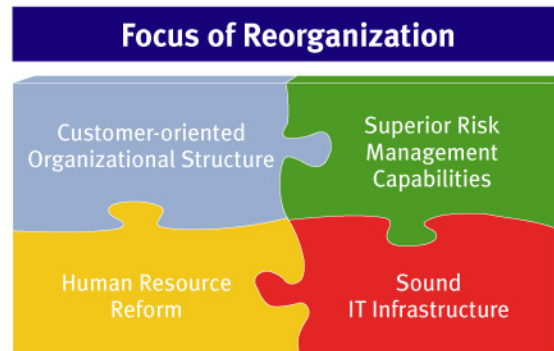 Focus of Reorganization
Customer-oriented
Organizational Structure
Superior Risk
Management
Capabilities
Human Resource
Reform
Sound
IT Infrastructure